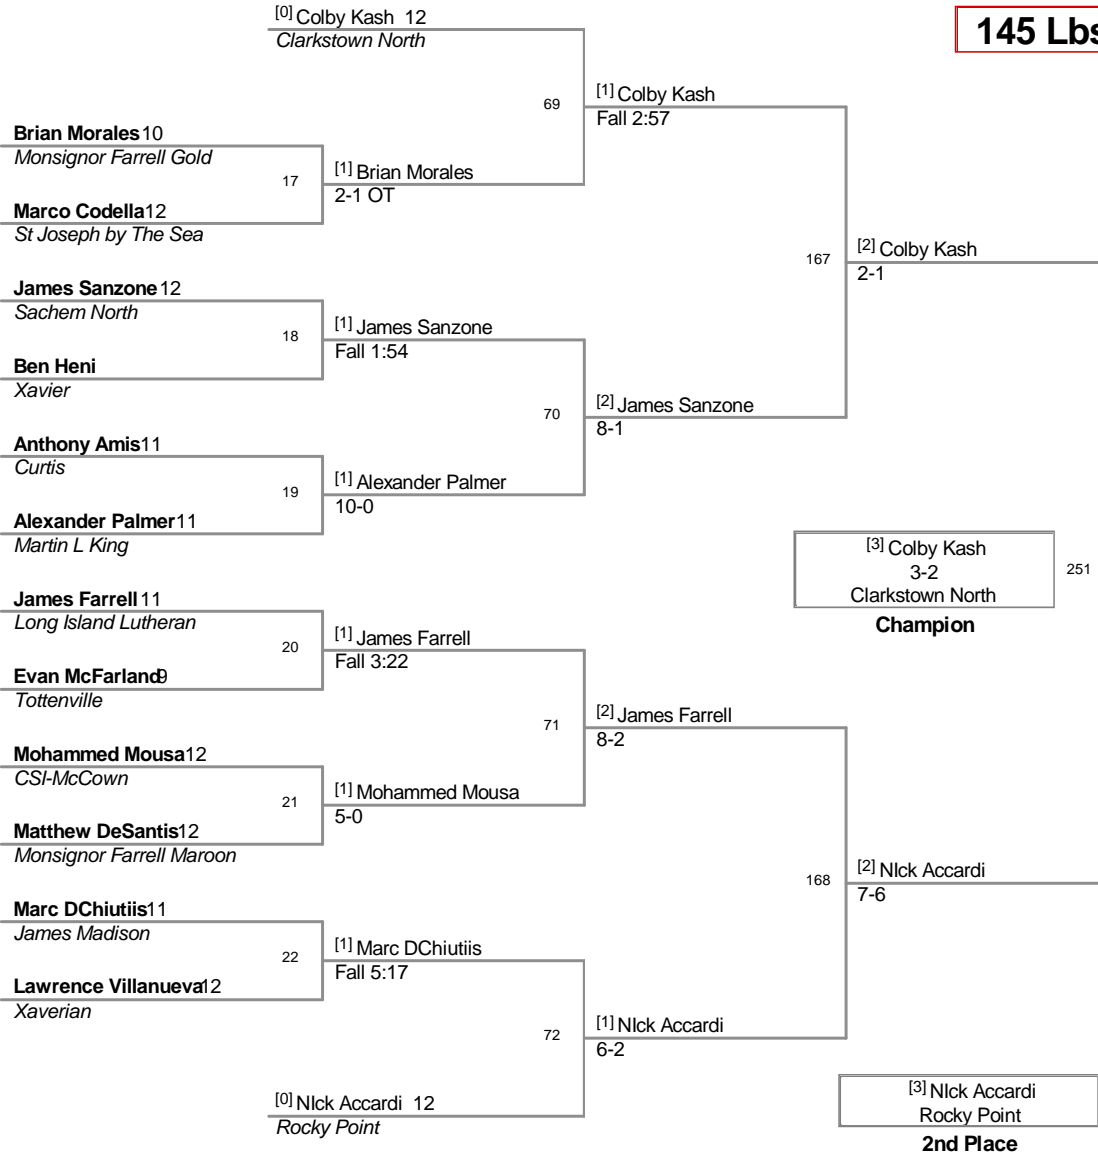 [0] Colby Kash 12
Clarkstown North
145 Lbs
69
[1] Colby Kash
Fall 2:57
Brian Morales 10
Monsignor Farrell Gold
17
[1] Brian Morales
2-1 OT
Marco Codella 12
St Joseph by The Sea
167
[2] Colby Kash
2-1
James Sanzone 12
Sachem North
18
[1] James Sanzone
Fall 1:54
Ben Heni
Xavier
70
[2] James Sanzone
8-1
Anthony Amis 11
Curtis
19
[1] Alexander Palmer
10-0
Alexander Palmer 11
Martin L King
[3] Colby Kash
3-2
Clarkstown North
251
Champion
James Farrell 11
Long Island Lutheran
20
[1] James Farrell
Fall 3:22
Evan McFarland 9
Tottenville
71
[2] James Farrell
8-2
Mohammed Mousa 12
CSI-McCown
21
[1] Mohammed Mousa
5-0
Matthew DeSantis 12
Monsignor Farrell Maroon
168
[2] NIck Accardi
7-6
Marc DChiutiis 11
James Madison
22
[1] Marc DChiutiis
Fall 5:17
Lawrence Villanueva 12
Xaverian
72
[1] NIck Accardi
6-2
[0] NIck Accardi 12
Rocky Point
[3] NIck Accardi
Rocky Point
2nd Place